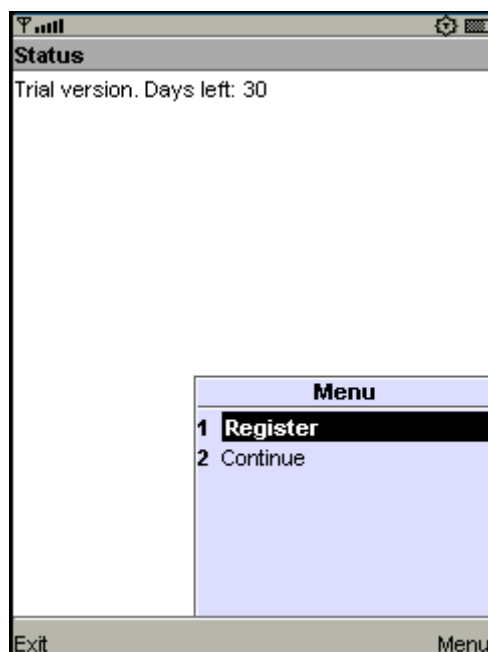 Status
Trial version. Days left: 30
Menu
1 Register
2 Continue
Exit Menu